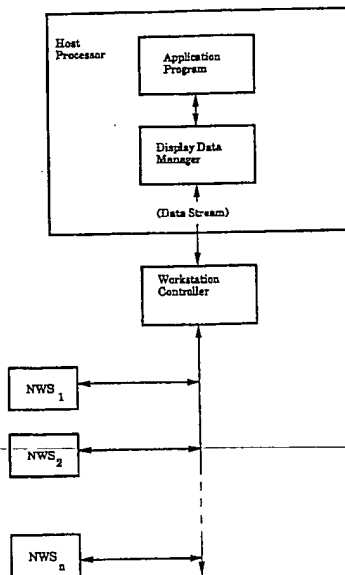 Host
Processor
Application
Program
Display Data
Manager
(Data Stream)
Workstation
Controller
NWS 1
NWS 2
NWS n